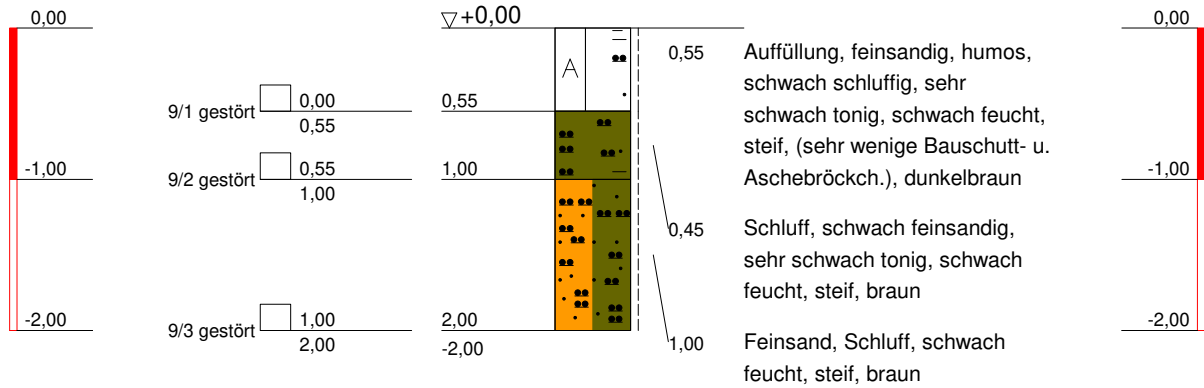 0,00
-1,00
-2,00
9/1 gestört
0,00
0,55
9/2 gestört
0,55
1,00
9/3 gestört
1,00
2,00
+0,00
0,55
1,00
2,00
-2,00
A
0,55
Auffüllung, feinsandig, humos,
schwach schluffig, sehr
schwach tonig, schwach feucht,
steif, (sehr wenige Bauschutt- u.
Aschebröckch.), dunkelbraun
0,45
Schluff, schwach feinsandig,
sehr schwach tonig, schwach
feucht, steif, braun
1,00
Feinsand, Schluff, schwach
feucht, steif, braun
0,00
-1,00
-2,00